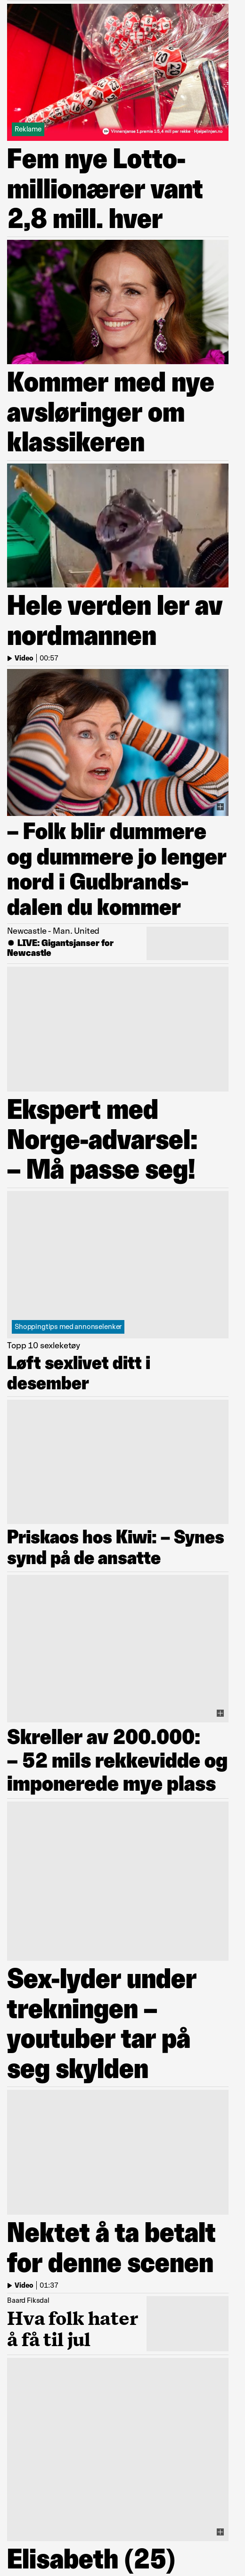 Reklame
Vinnersjanse 1.premie 1:5,4 mill per rekke - Hjelpelinjen.no
Fem nye Lotto-
millionærer vant
2,8 mill. hver
Kommer med nye
avsløringer om
klassikeren
Hele verden ler av
nordmannen
Video | 00:57
– Folk blir dummere
og dummere jo lenger
nord i Gudbrands-
dalen du kommer
Newcastle - Man. United
LIVE: Gigantsjanser for
Newcastle
Ekspert med
Norge-advarsel:
– Må passe seg!
Shoppingtips med annonselenker
Topp 10 sexleketøy
Løft sexlivet ditt i
desember
Priskaos hos Kiwi: – Synes
synd på de ansatte
Skreller av 200.000:
– 52 mils rekkevidde og
imponerede mye plass
Sex-lyder under
trekningen –
youtuber tar på
seg skylden
Nektet å ta betalt
for denne scenen
Video | 01:37
Baard Fiksdal
Hva folk hater
å få til jul
Elisabeth (25)